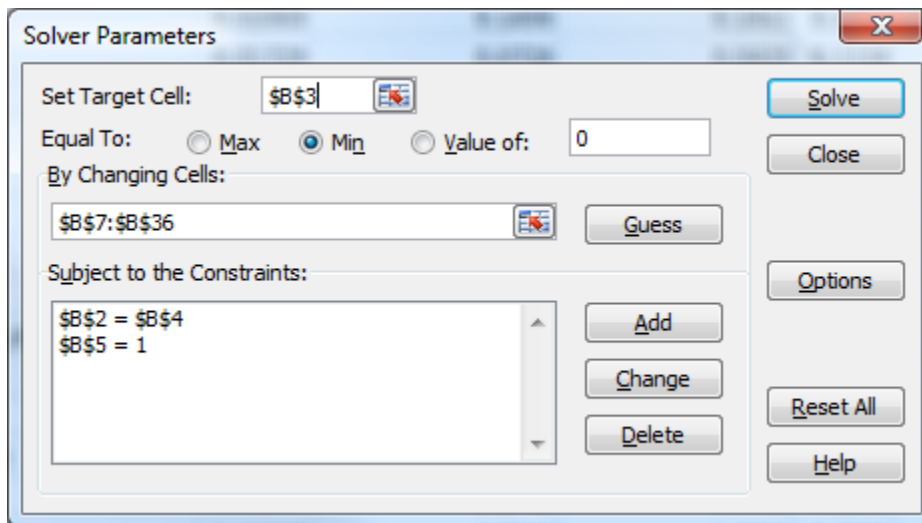 Solver Parameters
Set Target Cell: $B$3
Solve
Equal To: Max Min Value of: 0
Close
By Changing Cells:
$B$7:$B$36
Guess
Subject to the Constraints:
Options
$B$2 = $B$4
Add
$B$5 = 1
Change
Reset All
Delete
Help